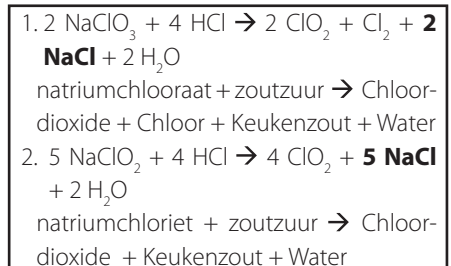 1. 2 NaClO₃ + 4 HCl → 2 ClO₂ + Cl₂ + 2
NaCl + 2 H₂O
natriumchlooraat + zoutzuur → Chloor-
dioxide + Chloor + Keukenzout + Water
2. 5 NaClO₂ + 4 HCl → 4 ClO₂ + 5 NaCl
+ 2 H₂O
natriumchloriet + zoutzuur → Chloor-
dioxide + Keukenzout + Water